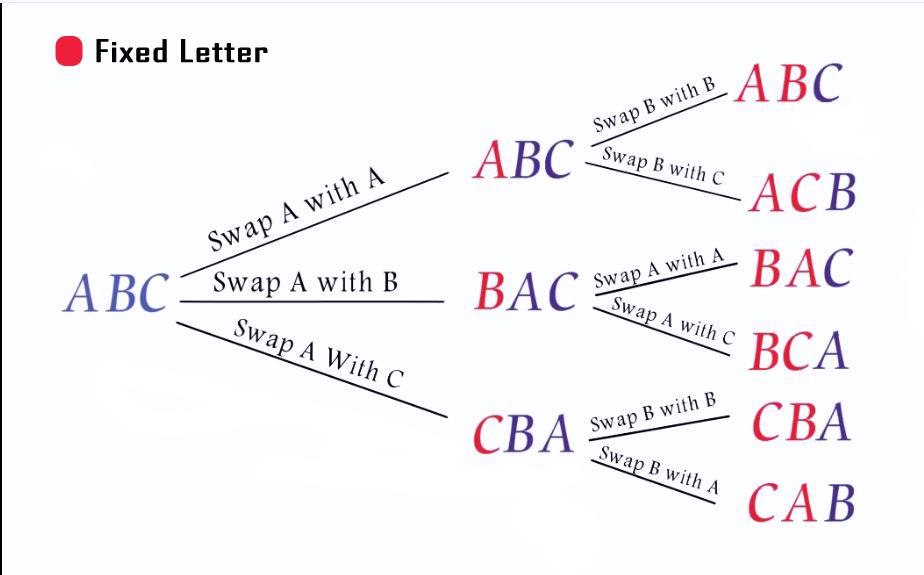 Fixed Letter
ABC
Swap A with A
Swap A with B
Swap A With C
ABC
Swap B with B
Swap B with C
ABC
ACB
BAC
Swap A with A
Swap A with C
BAC
BCA
CBA
Swap B with B
Swap B with A
CBA
CAB